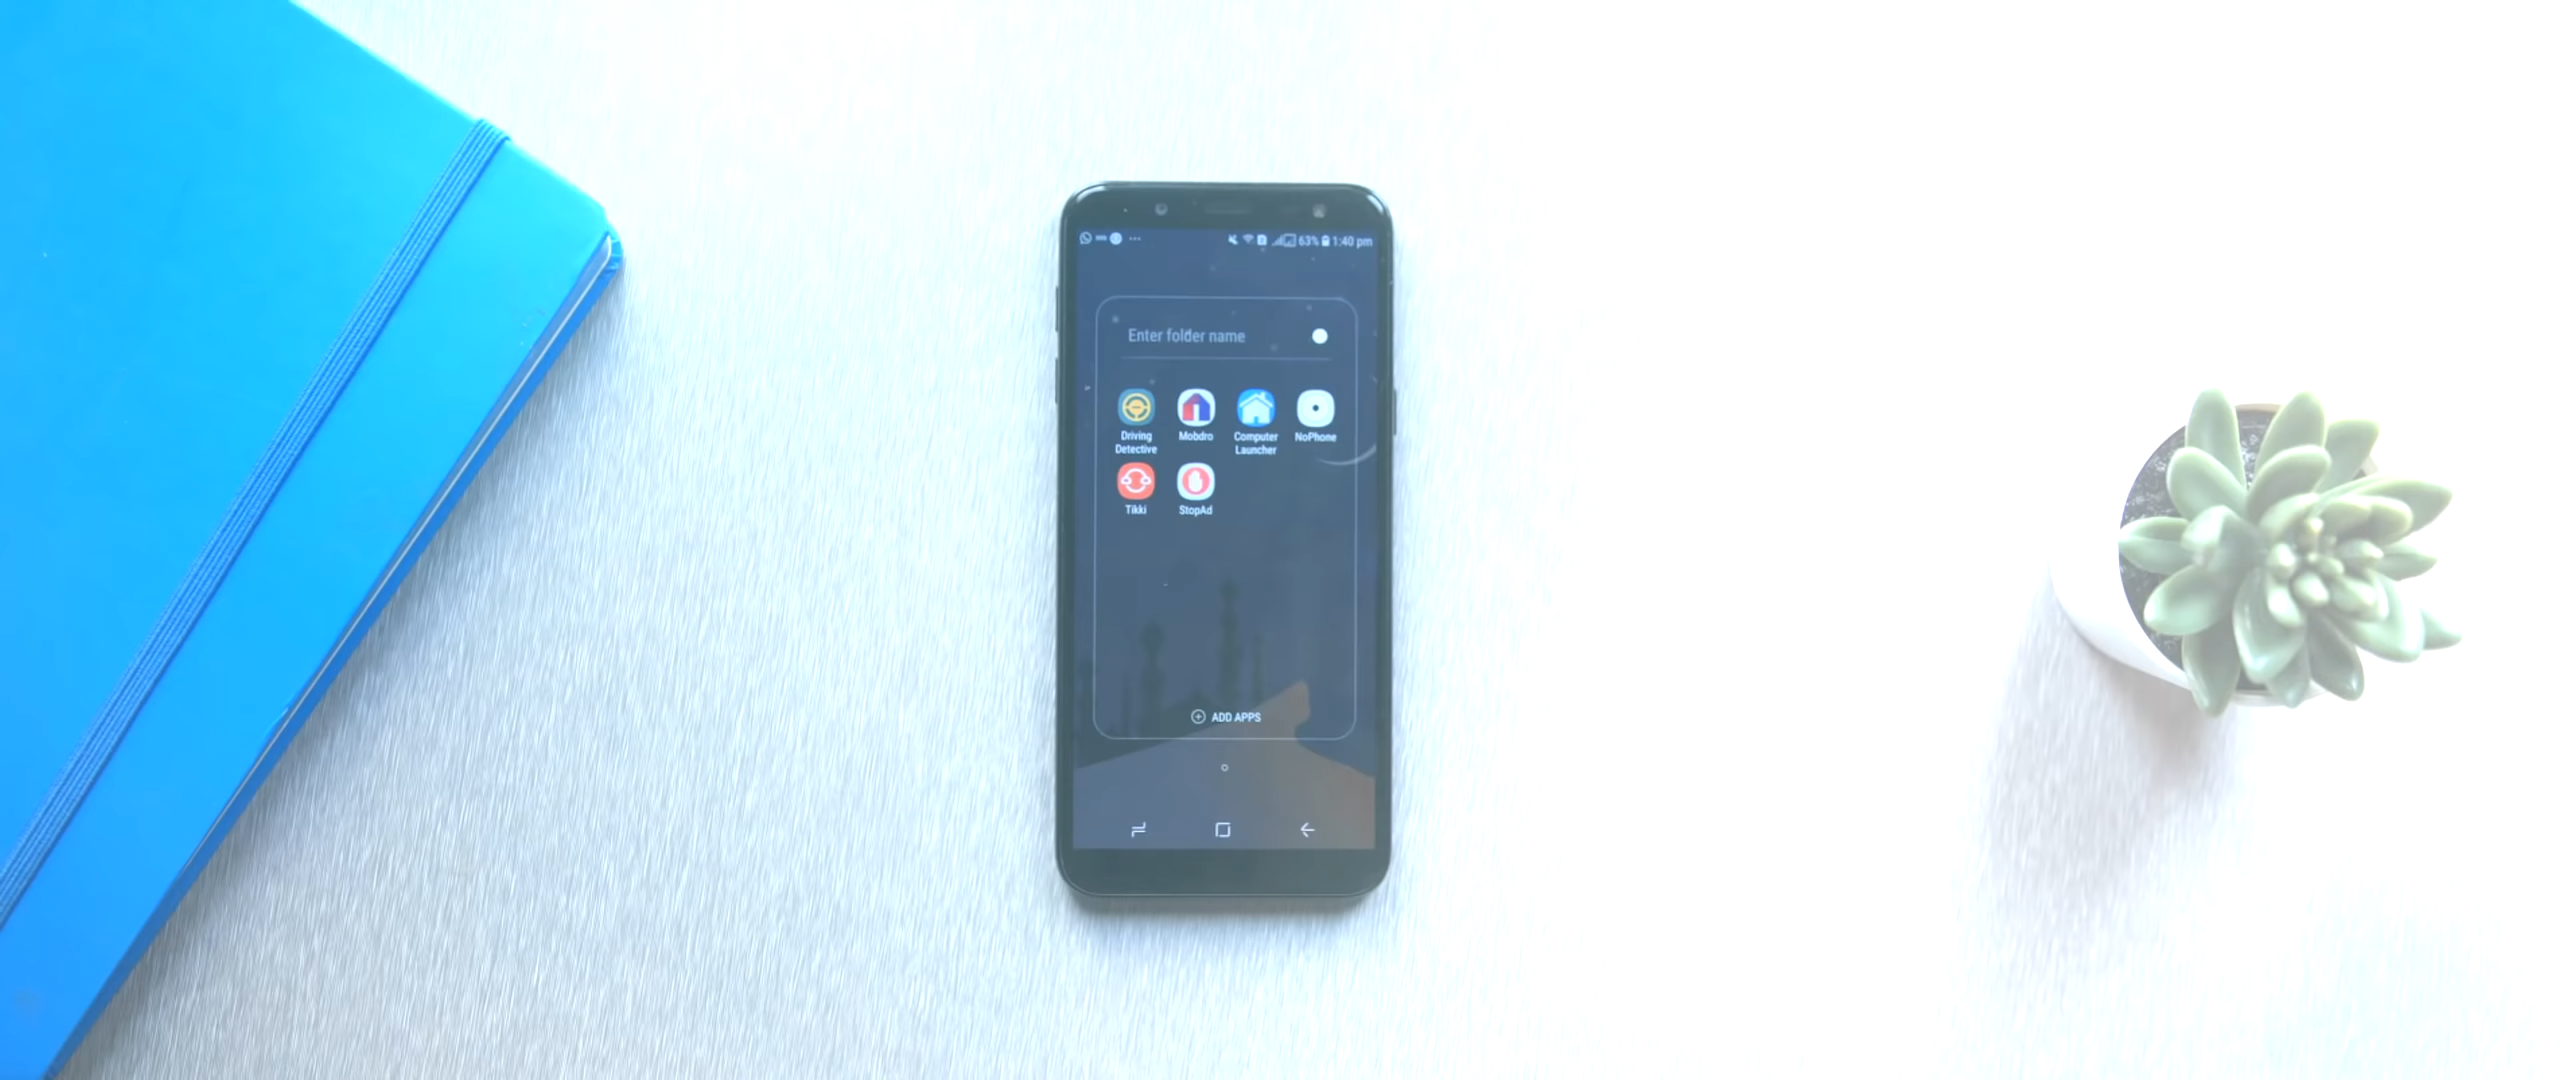 63% 1:40 pm
Enter folder name
Driving Detective
Mobdro
Computer Launcher
NoPhone
Tikki
StopAd
ADD APPS